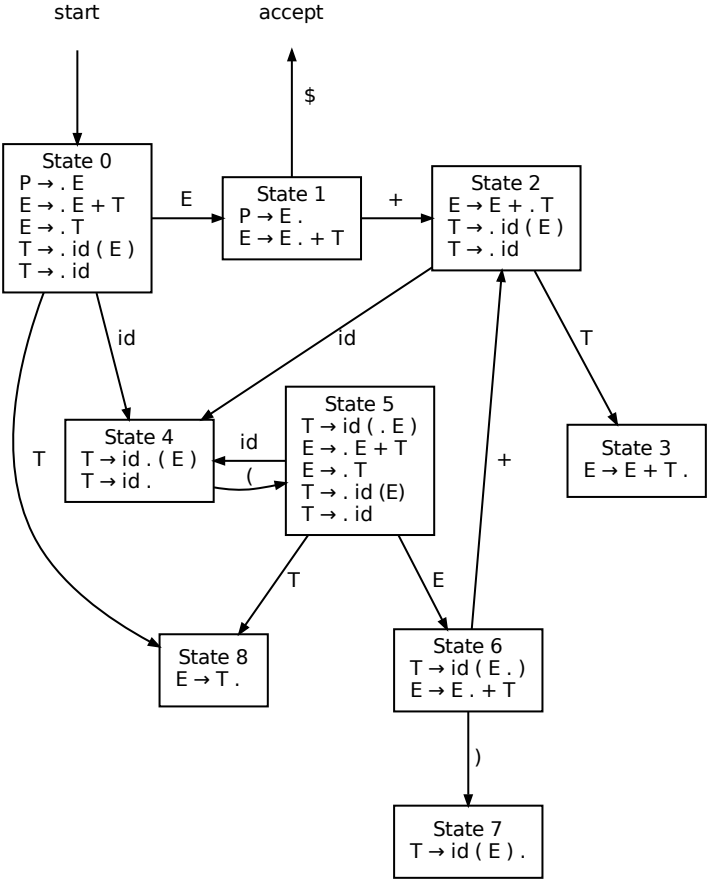 start
accept
$
State 0
P → . E
E → . E + T
E → . T
T → . id ( E )
T → . id
E
State 1
P → E .
E → E . + T
+
State 2
E → E + . T
T → . id ( E )
T → . id
id
id
T
T
State 4
T → id . ( E )
T → id .
id
(
State 5
T → id ( . E )
E → . E + T
E → . T
T → . id (E)
T → . id
+
State 3
E → E + T .
T
E
State 8
E → T .
State 6
T → id ( E . )
E → E . + T
)
State 7
T → id ( E ) .